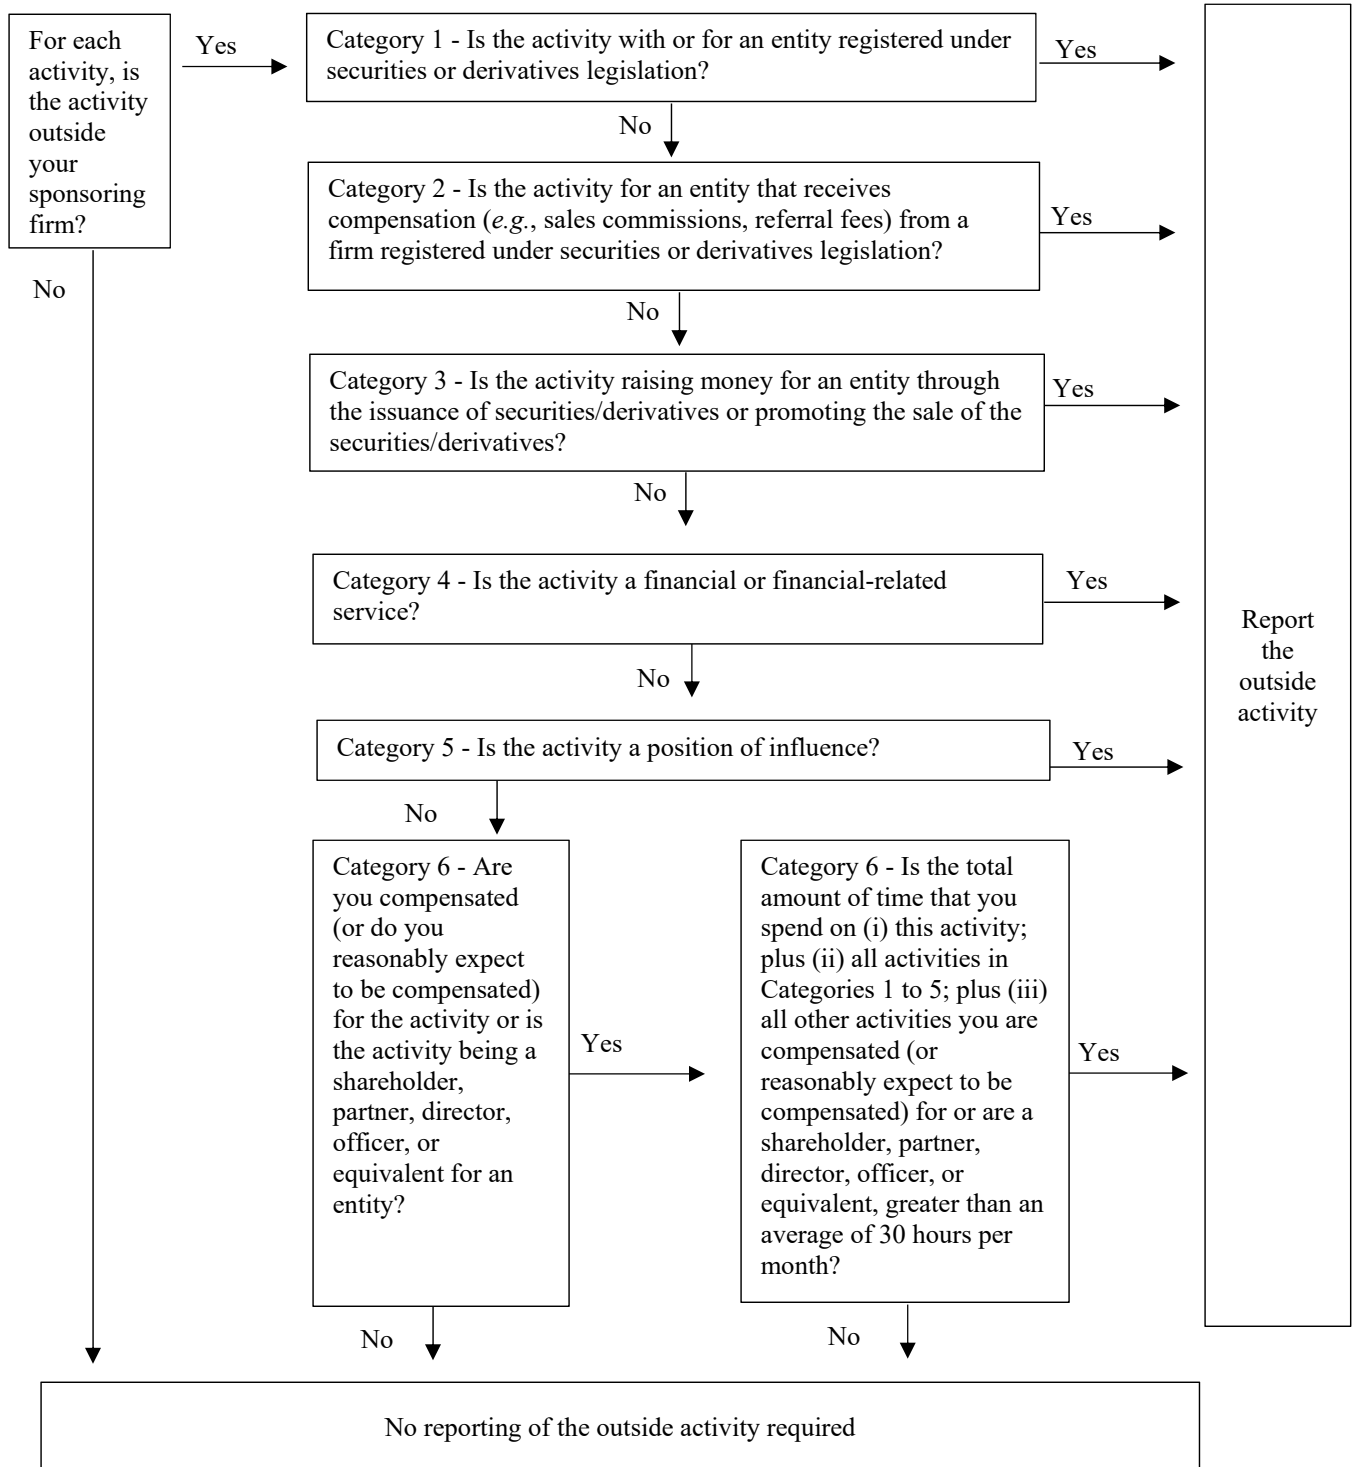 For each
activity, is
the activity
outside
your
sponsoring
firm?
Yes
Category 1 - Is the activity with or for an entity registered under
securities or derivatives legislation?
Yes
No
Category 2 - Is the activity for an entity that receives
compensation (e.g., sales commissions, referral fees) from a
firm registered under securities or derivatives legislation?
Yes
No
No
Category 3 - Is the activity raising money for an entity through
the issuance of securities/derivatives or promoting the sale of the
securities/derivatives?
Yes
No
Category 4 - Is the activity a financial or financial-related
service?
Yes
No
Category 5 - Is the activity a position of influence?
Yes
No
Category 6 - Are
you compensated
(or do you
reasonably expect
to be compensated)
for the activity or is
the activity being a
shareholder,
partner, director,
officer, or
equivalent for an
entity?
Yes
Category 6 - Is the total
amount of time that you
spend on (i) this activity;
plus (ii) all activities in
Categories 1 to 5; plus (iii)
all other activities you are
compensated (or
reasonably expect to be
compensated) for or are a
shareholder, partner,
director, officer, or
equivalent, greater than an
average of 30 hours per
month?
Yes
Report
the
outside
activity
No
No
No reporting of the outside activity required